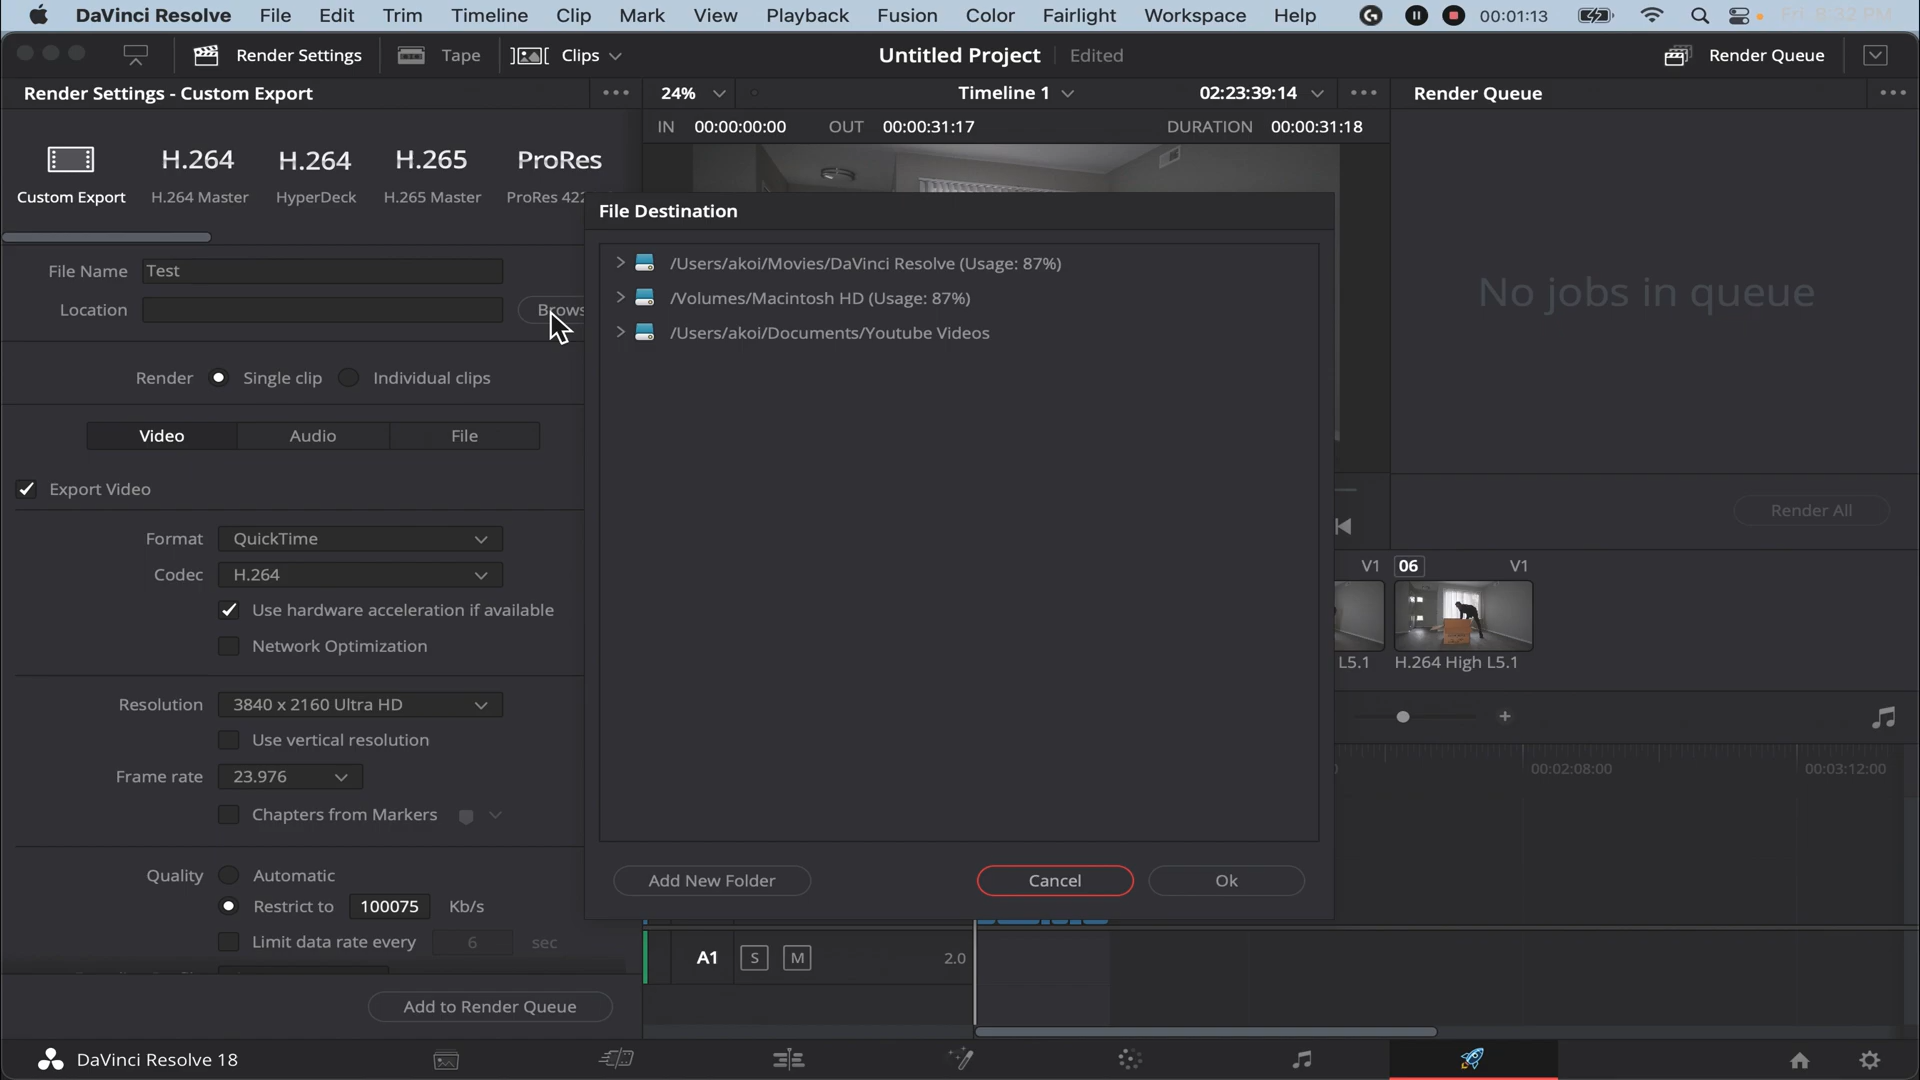 DaVinci Resolve File Edit Trim Timeline Clip Mark View Playback Fusion Color Fairlight Workspace Help 00:01:13 Fri 8:32 PM
Render Settings Tape Clips Untitled Project Edited Render Queue
Render Settings - Custom Export 24% Timeline 1 02:23:39:14 Render Queue
IN 00:00:00:00 OUT 00:00:31:17 DURATION 00:00:31:18
H.264 H.264 H.265 ProRes
Custom Export H.264 Master HyperDeck H.265 Master ProRes 422
File Destination
File Name Test
/Users/akoi/Movies/DaVinci Resolve (Usage: 87%)
/Volumes/Macintosh HD (Usage: 87%)
Location Brows
/Users/akoi/Documents/Youtube Videos
No jobs in queue
Render Single clip Individual clips
Video Audio File
Export Video
Render All
Format QuickTime
Codec H.264
V1 06 V1
Use hardware acceleration if available
Network Optimization
L5.1 H.264 High L5.1
Resolution 3840 x 2160 Ultra HD
Use vertical resolution
Frame rate 23.976
00:02:08:00 00:03:12:00
Chapters from Markers
Quality Automatic
Add New Folder Cancel Ok
Restrict to 100075 Kb/s
Limit data rate every 6 sec
A1 S M 2.0
Add to Render Queue
DaVinci Resolve 18